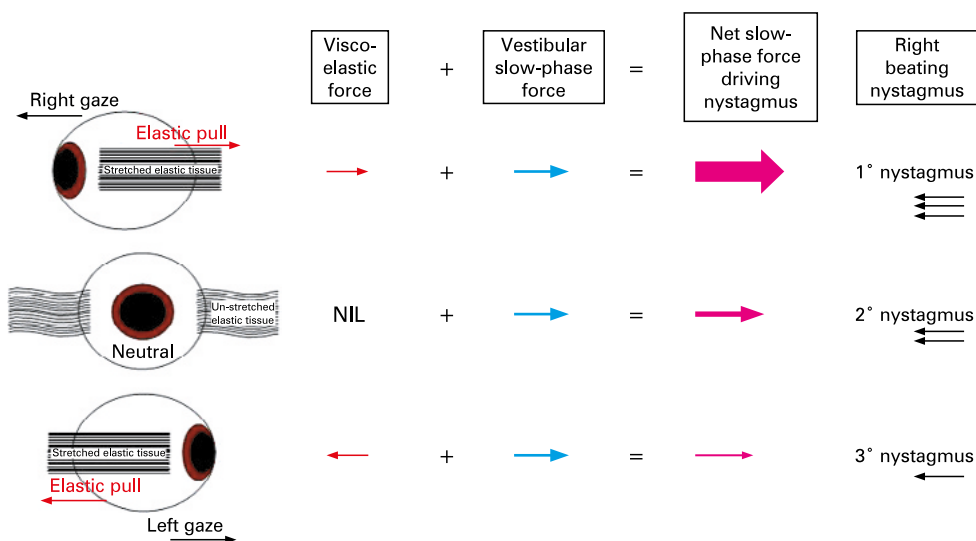 Visco-
elastic
force
+
Vestibular
slow-phase
force
=
Net slow-
phase force
driving
nystagmus
Right
beating
nystagmus
Right gaze
Elastic pull
Stretched elastic tissue
+
=
1° nystagmus
Un-stretched
elastic tissue
Neutral
NIL
+
=
2° nystagmus
Stretched elastic tissue
Elastic pull
Left gaze
+
=
3° nystagmus